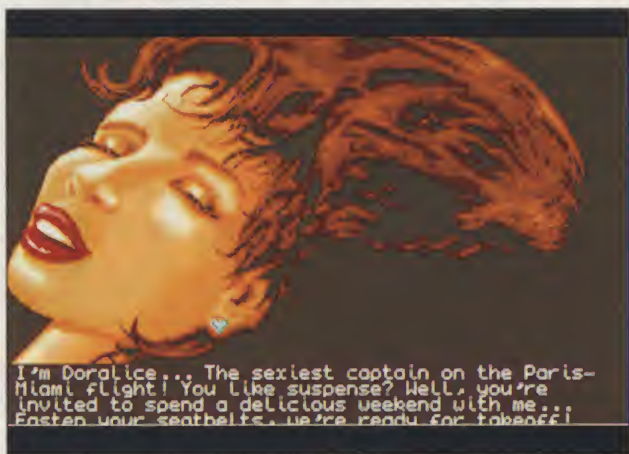 I'm Doralice... The sexiest captain on the Paris-
Miami flight! You like suspense? Well, you're
invited to spend a delicious weekend with me...
Fasten your seatbelts, we're ready for takeoff!